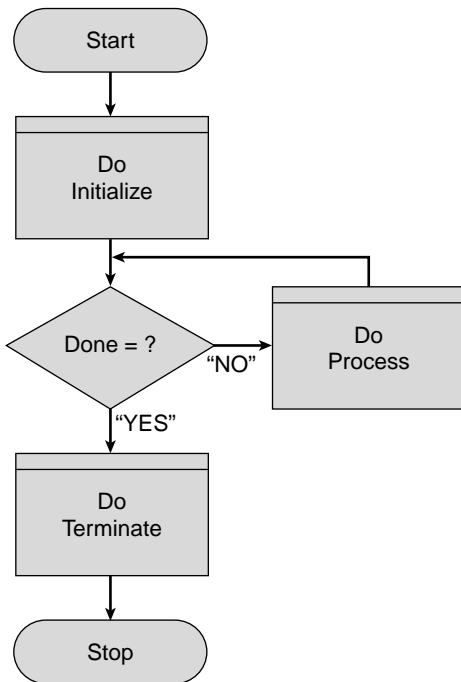 Start
Do
Initialize
Done = ?
“NO”
Do
Process
“YES”
Do
Terminate
Stop